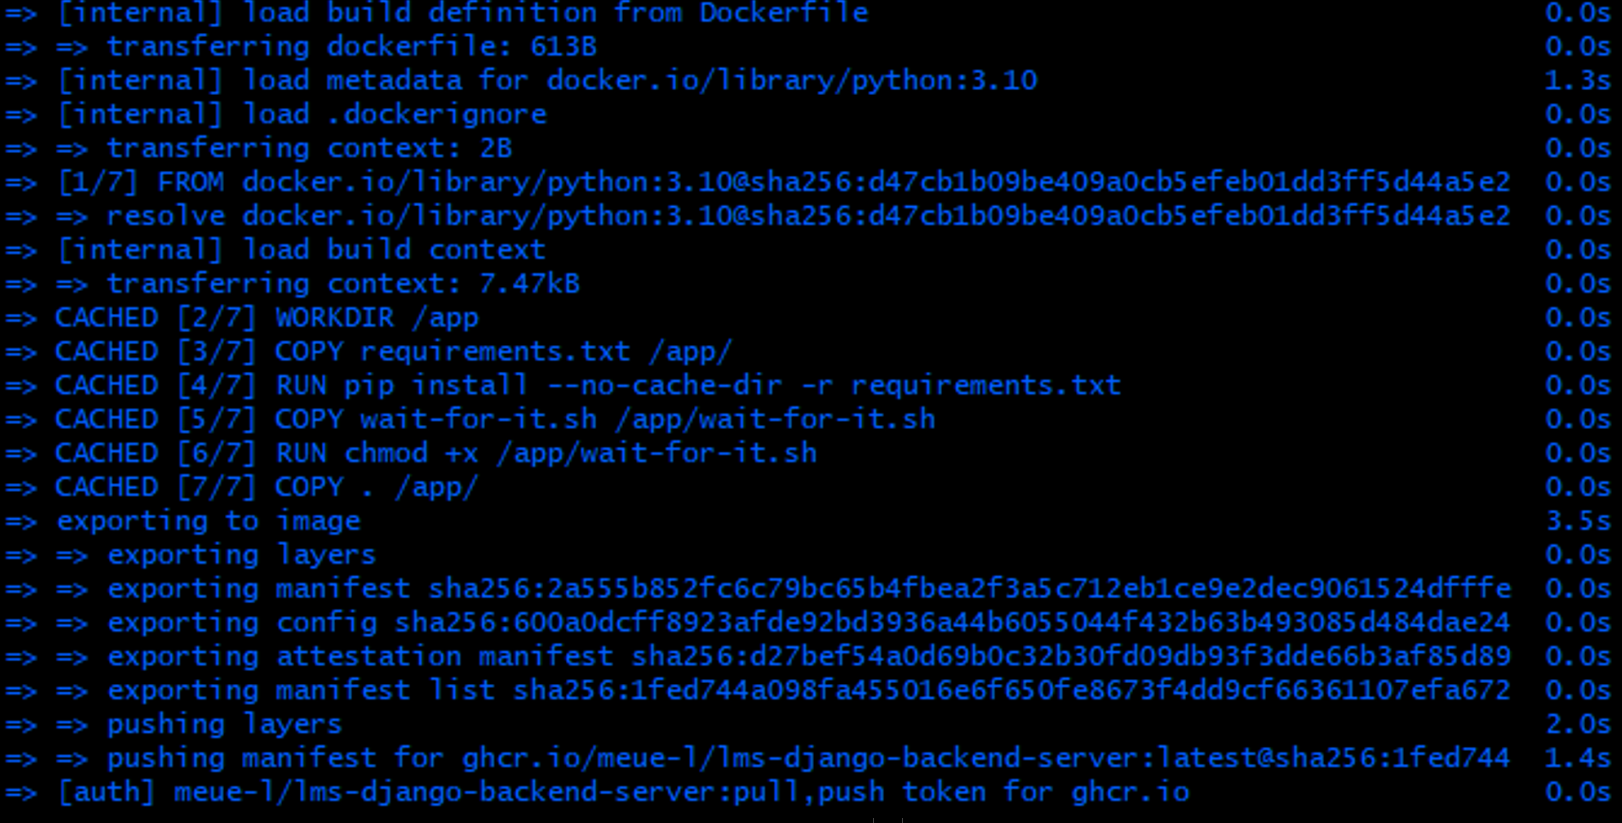 => [internal] load build definition from Dockerfile 0.0s
=> => transferring dockerfile: 613B 0.0s
=> [internal] load metadata for docker.io/library/python:3.10 1.3s
=> [internal] load .dockerignore 0.0s
=> => transferring context: 2B 0.0s
=> [1/7] FROM docker.io/library/python:3.10@sha256:d47cb1b09be409a0cb5efeb01dd3ff5d44a5e2 0.0s
=> => resolve docker.io/library/python:3.10@sha256:d47cb1b09be409a0cb5efeb01dd3ff5d44a5e2 0.0s
=> [internal] load build context 0.0s
=> => transferring context: 7.47kB 0.0s
=> CACHED [2/7] WORKDIR /app 0.0s
=> CACHED [3/7] COPY requirements.txt /app/ 0.0s
=> CACHED [4/7] RUN pip install --no-cache-dir -r requirements.txt 0.0s
=> CACHED [5/7] COPY wait-for-it.sh /app/wait-for-it.sh 0.0s
=> CACHED [6/7] RUN chmod +x /app/wait-for-it.sh 0.0s
=> CACHED [7/7] COPY . /app/ 0.0s
=> exporting to image 3.5s
=> => exporting layers 0.0s
=> => exporting manifest sha256:2a555b852fc6c79bc65b4fbea2f3a5c712eb1ce9e2dec9061524dfffe 0.0s
=> => exporting config sha256:600a0dcff8923afde92bd3936a44b6055044f432b63b493085d484dae24 0.0s
=> => exporting attestation manifest sha256:d27bef54a0d69b0c32b30fd09db93f3dde66b3af85d89 0.0s
=> => exporting manifest list sha256:1fed744a098fa455016e6f650fe8673f4dd9cf66361107efa672 0.0s
=> => pushing layers 2.0s
=> => pushing manifest for ghcr.io/meue-l/lms-django-backend-server:latest@sha256:1fed744 1.4s
=> [auth] meue-l/lms-django-backend-server:pull,push token for ghcr.io 0.0s